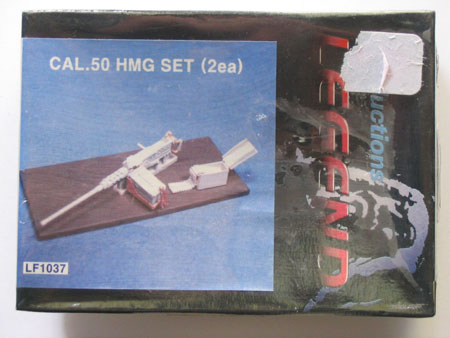 CAL.50 HMG SET (2ea)
LF1037
LEGEND
uctions